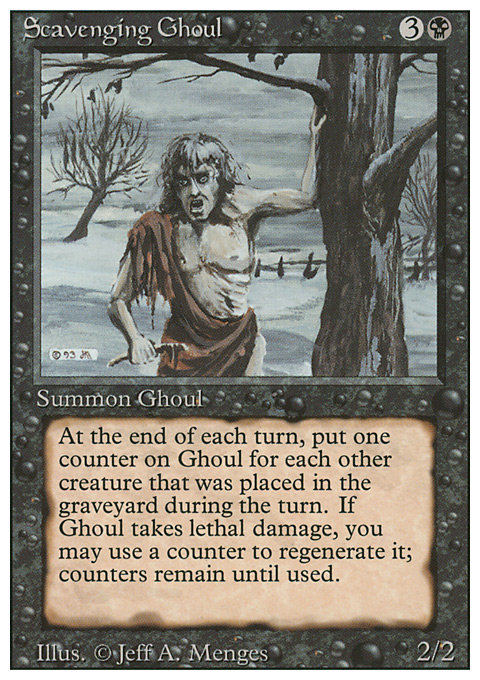 Scavenging Ghoul
3
© 93 JM
Summon Ghoul
At the end of each turn, put one
counter on Ghoul for each other
creature that was placed in the
graveyard during the turn. If
Ghoul takes lethal damage, you
may use a counter to regenerate it;
counters remain until used.
Illus. © Jeff A. Menges
2/2